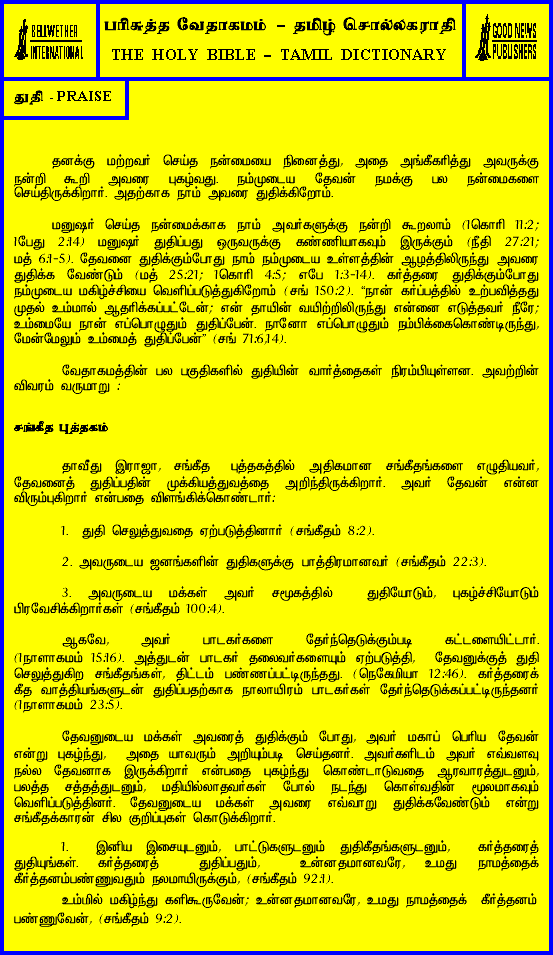 BELLWETHER
INTERNATIONAL
பரிசுத்த வேதாகமம் – தமிழ் சொல்லகராதி
THE HOLY BIBLE – TAMIL DICTIONARY
GOOD NEWS
PUBLISHERS
துதி - PRAISE
தனக்கு மற்றவர் செய்த நன்மையை நினைத்து, அதை அங்கீகரித்து அவருக்கு
நன்றி கூறி அவரை புகழ்வது. நம்முடைய தேவன் நமக்கு பல நன்மைகளை
செய்திருக்கிறார். அதற்காக நாம் அவரை துதிக்கிறோம்.
மனுஷர் செய்த நன்மைக்காக நாம் அவர்களுக்கு நன்றி கூறலாம் (1கொரி 11:2;
1பேது 2:14) மனுஷர் துதிப்பது ஒருவருக்கு கண்ணியாகவும் இருக்கும் (நீதி 27:21;
மத் 6:1-5). தேவனை துதிக்கும்போது நாம் நம்முடைய உள்ளத்தின் ஆழத்திலிருந்து அவரை
துதிக்க வேண்டும் (மத் 25:21; 1கொரி 4:5; எபே 1:3-14). கர்த்தரை துதிக்கும்போது
நம்முடைய மகிழ்ச்சியை வெளிப்படுத்துகிறோம் (சங் 150:2). "நான் கர்ப்பத்தில் உற்பவித்தது
முதல் உம்மால் ஆதரிக்கப்பட்டேன்; என் தாயின் வயிற்றிலிருந்து என்னை எடுத்தவர் நீரே;
உம்மையே நான் எப்பொழுதும் துதிப்பேன். நானோ எப்பொழுதும் நம்பிக்கைகொண்டிருந்து,
மேன்மேலும் உம்மைத் துதிப்பேன்" (சங் 71:6,14).
வேதாகமத்தின் பல பகுதிகளில் துதியின் வார்த்தைகள் நிரம்பியுள்ளன. அவற்றின்
விவரம் வருமாறு :
சங்கீத புத்தகம்
தாவீது இராஜா, சங்கீத புத்தகத்தில் அதிகமான சங்கீதங்களை எழுதியவர்,
தேவனைத் துதிப்பதின் முக்கியத்துவத்தை அறிந்திருக்கிறார். அவர் தேவன் என்ன
விரும்புகிறார் என்பதை விளங்கிக்கொண்டார்:
1. துதி செலுத்துவதை ஏற்படுத்தினார் (சங்கீதம் 8:2).
2. அவருடைய ஜனங்களின் துதிகளுக்கு பாத்திரமானவர் (சங்கீதம் 22:3).
3. அவருடைய மக்கள் அவர் சமூகத்தில் துதியோடும், புகழ்ச்சியோடும்
பிரவேசிக்கிறார்கள் (சங்கீதம் 100:4).
ஆகவே, அவர் பாடகர்களை தேர்ந்தெடுக்கும்படி கட்டளையிட்டார்.
(1நாளாகமம் 15:16). அத்துடன் பாடகர் தலைவர்களையும் ஏற்படுத்தி, தேவனுக்குத் துதி
செலுத்துகிற சங்கீதங்கள், திட்டம் பண்ணப்பட்டிருந்தது. (நெகேமியா 12:46). கர்த்தரைக்
கீத வாத்தியங்களுடன் துதிப்பதற்காக நாலாயிரம் பாடகர்கள் தேர்ந்தெடுக்கப்பட்டிருந்தனர்
(1நாளாகமம் 23:5).
தேவனுடைய மக்கள் அவரைத் துதிக்கும் போது, அவர் மகாப் பெரிய தேவன்
என்று புகழ்ந்து, அதை யாவரும் அறியும்படி செய்தனர். அவர்களிடம் அவர் எவ்வளவு
நல்ல தேவனாக இருக்கிறார் என்பதை புகழ்ந்து கொண்டாடுவதை ஆரவாரத்துடனும்,
பலத்த சத்தத்துடனும், மதியில்லாதவர்கள் போல் நடந்து கொள்வதின் மூலமாகவும்
வெளிப்படுத்தினர். தேவனுடைய மக்கள் அவரை எவ்வாறு துதிக்கவேண்டும் என்று
சங்கீதக்காரன் சில குறிப்புகள் கொடுக்கிறார்.
1. இனிய இசையுடனும், பாட்டுகளுடனும் துதிகீதங்களுடனும், கர்த்தரைத்
துதியுங்கள். கர்த்தரைத் துதிப்பதும், உன்னதமானவரே, உமது நாமத்தைக்
கீர்த்தனம்பண்ணுவதும் நலமாயிருக்கும், (சங்கீதம் 92:1).
உம்மில் மகிழ்ந்து களிகூருவேன்; உன்னதமானவரே, உமது நாமத்தைக் கீர்த்தனம்
பண்ணுவேன், (சங்கீதம் 9:2).